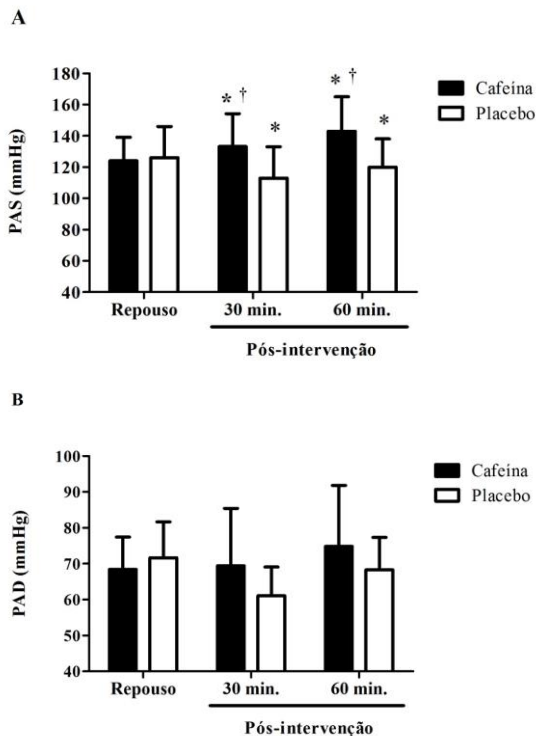 A
PAS (mmHg)
180
160
140
120
100
80
60
40
* †
*
* †
*
Cafeína
Placebo
Repouso
30 min.
60 min.
Pós-intervenção
B
PAD (mmHg)
100
90
80
70
60
50
40
Cafeína
Placebo
Repouso
30 min.
60 min.
Pós-intervenção